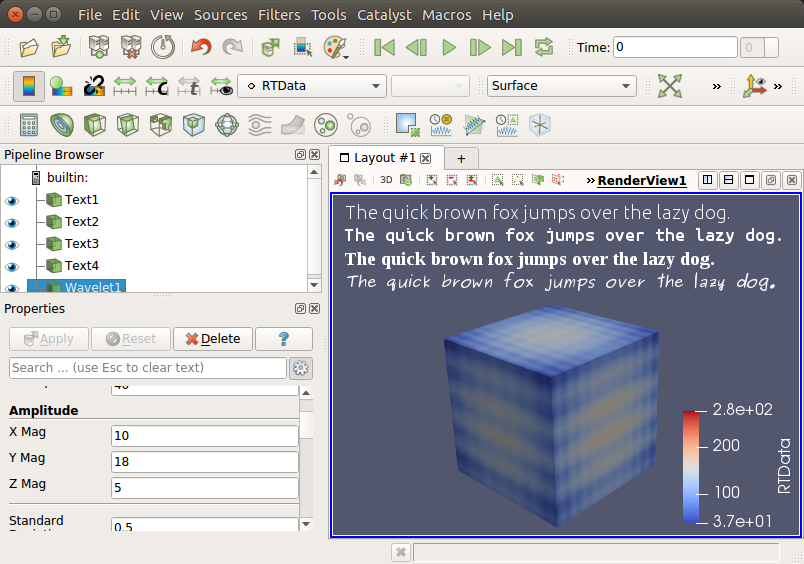 File Edit View Sources Filters Tools Catalyst Macros Help
Time: 0 0
RTData Surface
Pipeline Browser
Layout #1
builtin:
3D RenderView1
Text1
Text2
Text3
Text4
Wavelet1
Properties
Apply Reset Delete ?
Search ... (use Esc to clear text)
Amplitude
X Mag 10
Y Mag 18
Z Mag 5
Standard
0.5
The quick brown fox jumps over the lazy dog.
The quick brown fox jumps over the lazy dog.
The quick brown fox jumps over the lazy dog.
The quick brown fox jumps over the lazy dog.
2.8e+02
200
100
3.7e+01
RTData